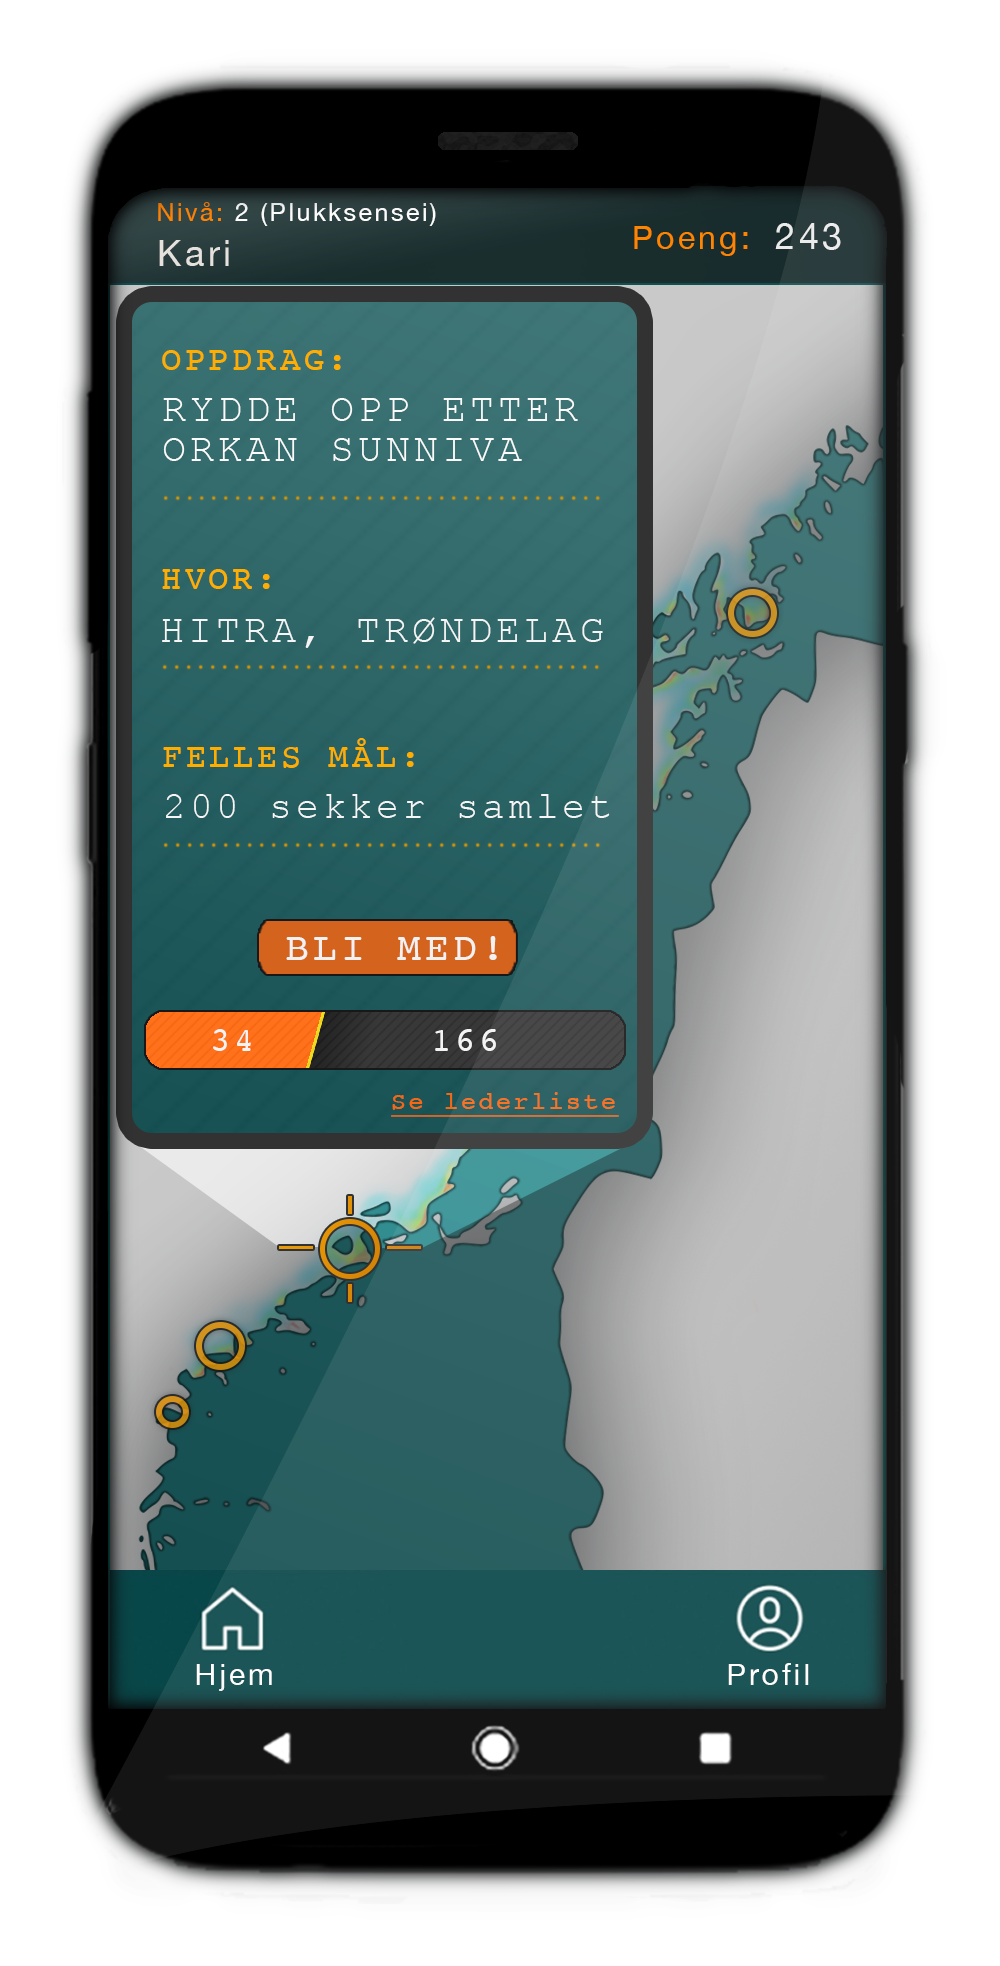 Nivå: 2 (Plukksensei)
Kari
Poeng: 243
OPPDRAG:
RYDDE OPP ETTER
ORKAN SUNNIVA
HVOR:
HITRA, TRØNDELAG
FELLES MÅL:
200 sekker samlet
BLI MED!
34 166
Se lederliste
Hjem
Profil